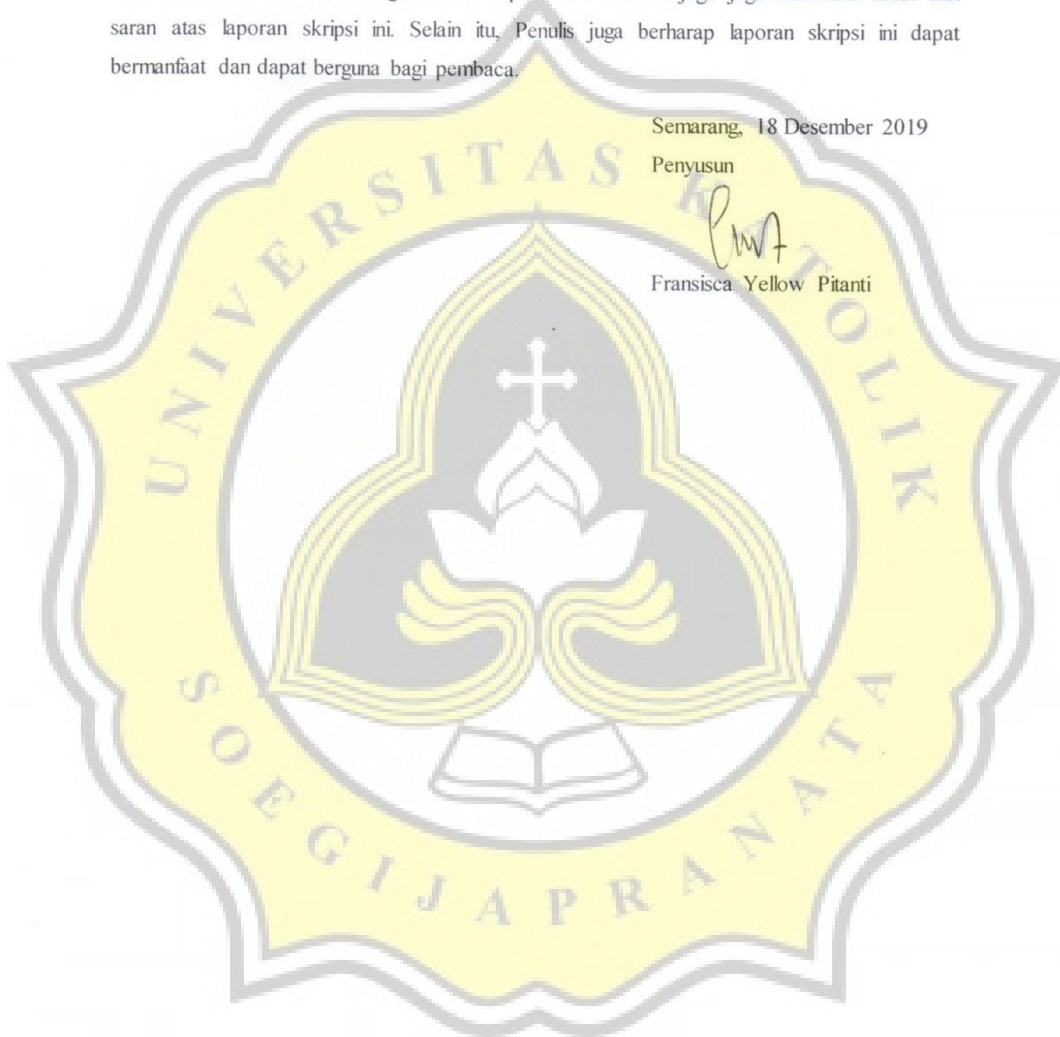 saran atas laporan skripsi ini. Selain itu, Penulis juga berharap laporan skripsi ini dapat
bermanfaat dan dapat berguna bagi pembaca.
Semarang, 18 Desember 2019
Penyusun
Fransisca Yellow Pitanti
UNIVERSITAS KATOLIK
SOEGIJAPRANATA